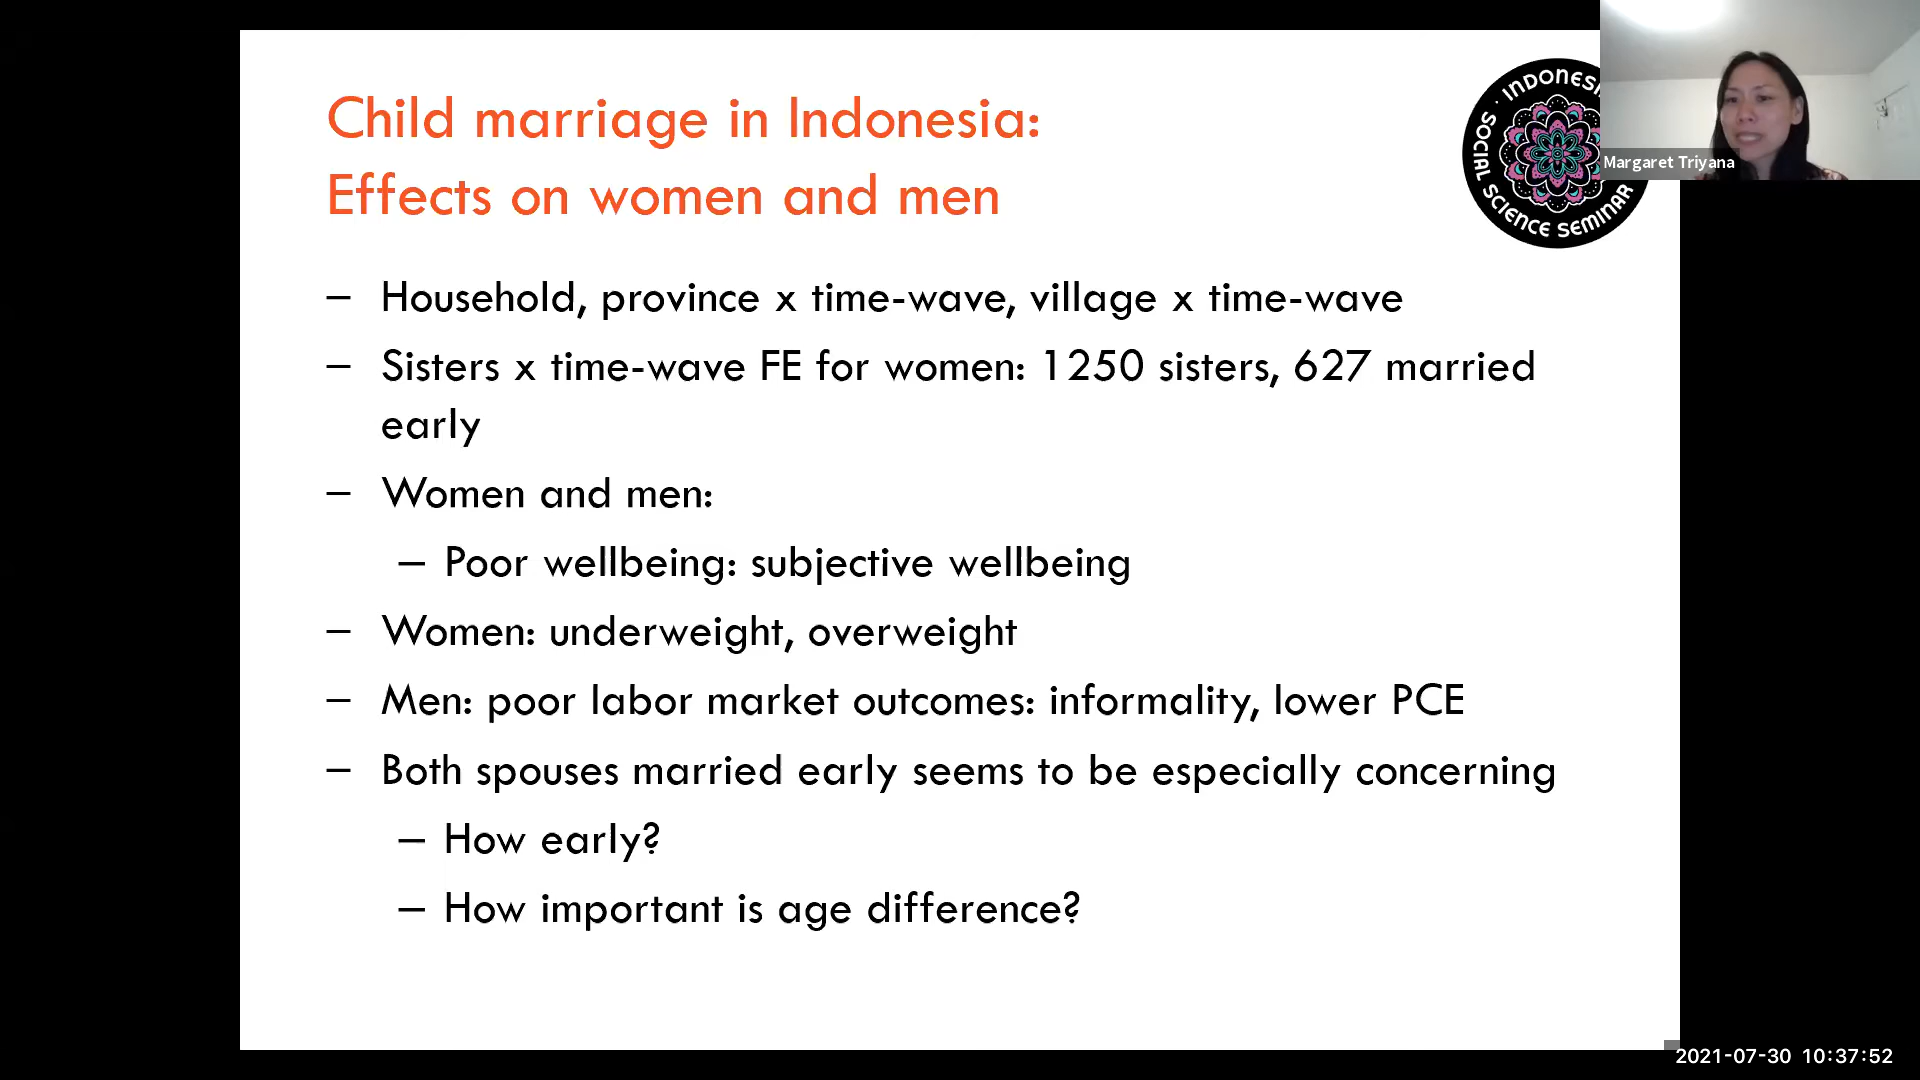 Child marriage in Indonesia:
Effects on women and men
– Household, province x time-wave, village x time-wave
– Sisters x time-wave FE for women: 1250 sisters, 627 married
early
– Women and men:
– Poor wellbeing: subjective wellbeing
– Women: underweight, overweight
– Men: poor labor market outcomes: informality, lower PCE
– Both spouses married early seems to be especially concerning
– How early?
– How important is age difference?
SOCIAL SCIENCE SEMINAR
Margaret Triyana
2021-07-30 10:37:52